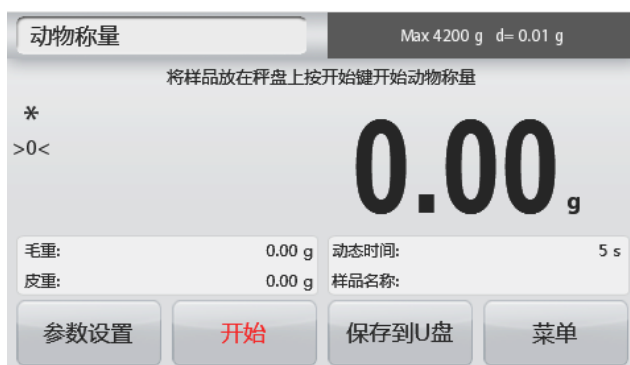 动物称量 Max 4200 g d= 0.01 g
将样品放在秤盘上按开始键开始动物称量
*
>0<
0.00 g
毛重: 0.00 g 动态时间: 5 s
皮重: 0.00 g 样品名称:
参数设置 开始 保存到U盘 菜单